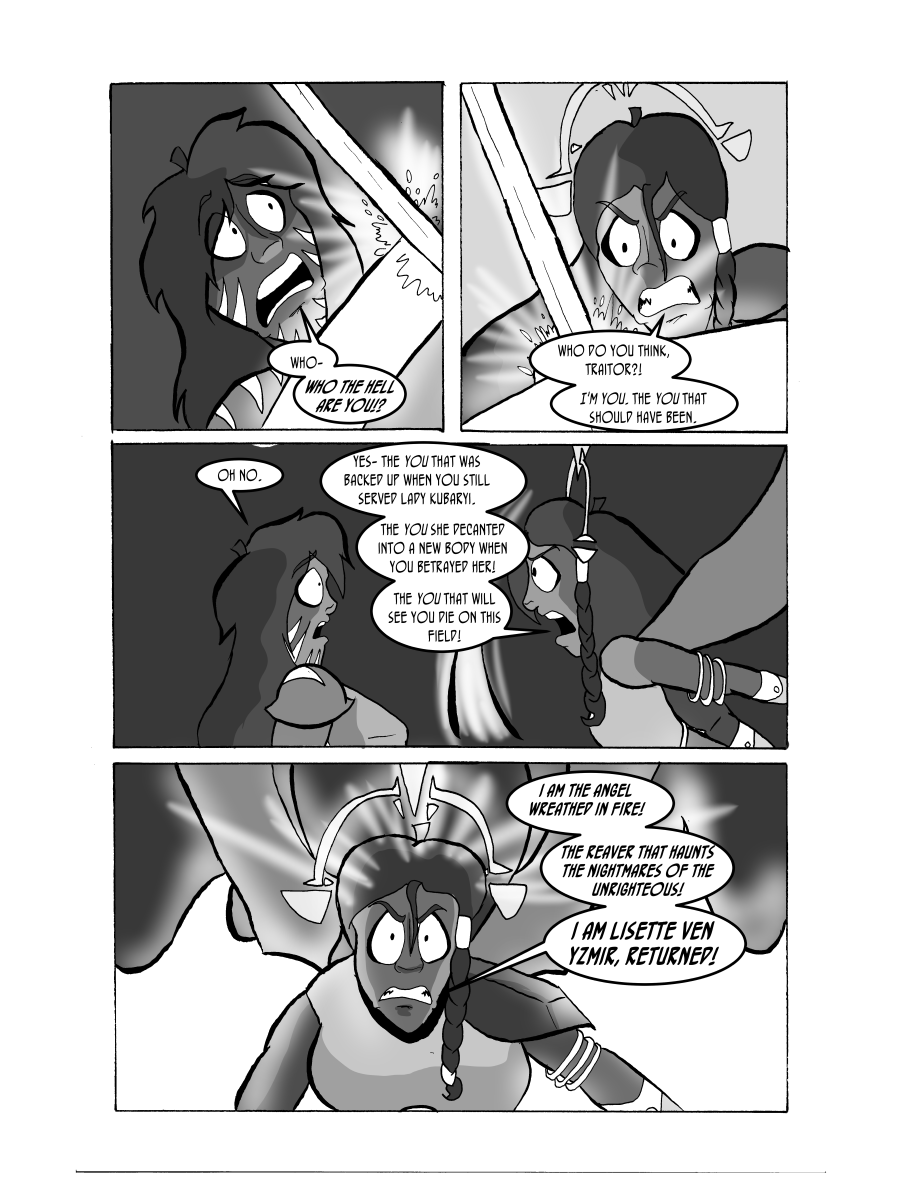 WHO-
WHO THE HELL
ARE YOU!?
WHO DO YOU THINK,
TRAITOR?!
I'M YOU. THE YOU THAT
SHOULD HAVE BEEN.
OH NO.
YES- THE YOU THAT WAS
BACKED UP WHEN YOU STILL
SERVED LADY KUBARYI.
THE YOU SHE DECANTED
INTO A NEW BODY WHEN
YOU BETRAYED HER!
THE YOU THAT WILL
SEE YOU DIE ON THIS
FIELD!
I AM THE ANGEL
WREATHED IN FIRE!
THE REAVER THAT HAUNTS
THE NIGHTMARES OF THE
UNRIGHTEOUS!
I AM LISETTE VEN
YZMIR, RETURNED!